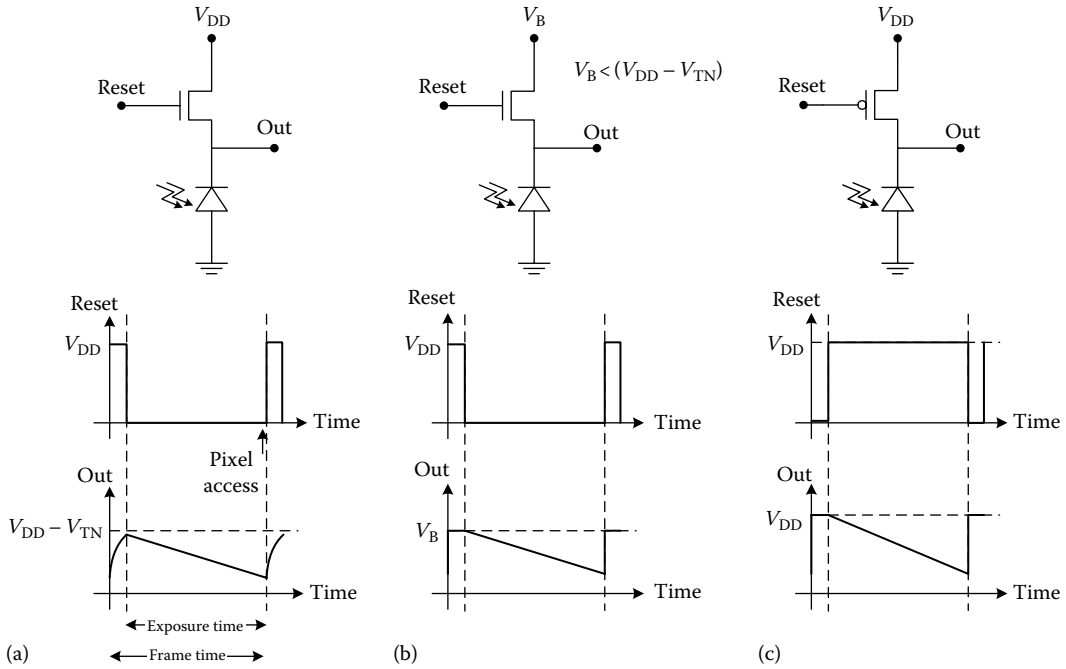 V_DD
Reset
Out
Reset
V_DD
Time
Pixel access
Out
V_DD − V_TN
Time
Exposure time
Frame time
(a)
V_B
V_B < (V_DD − V_TN)
Reset
Out
Reset
V_DD
Time
Out
V_B
Time
(b)
V_DD
Reset
Out
Reset
V_DD
Time
Out
V_DD
Time
(c)